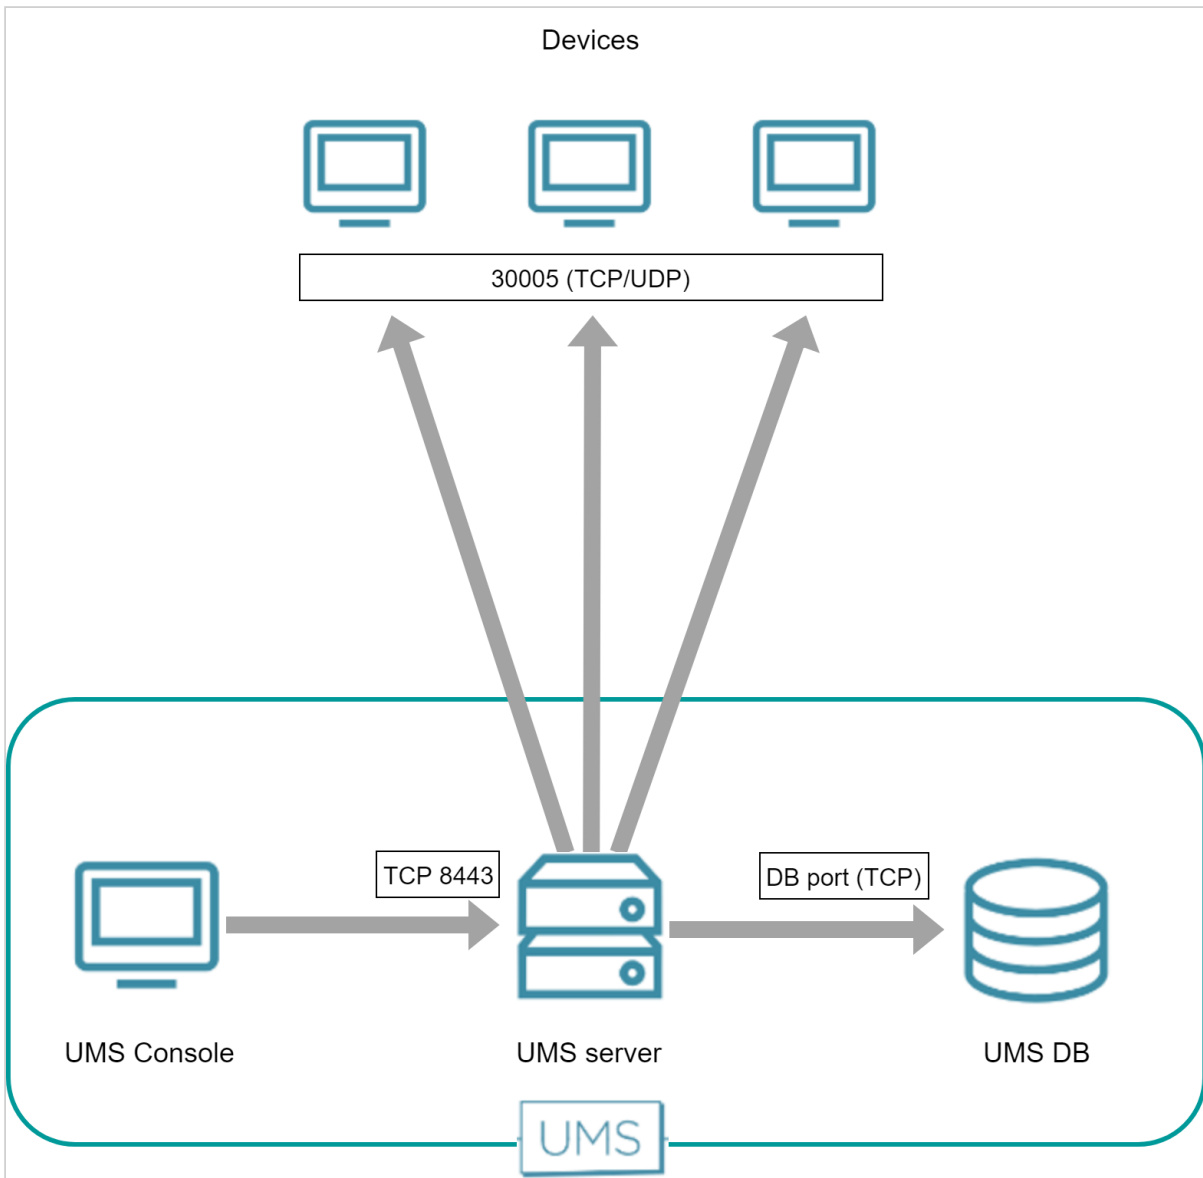 Devices
30005 (TCP/UDP)
TCP 8443
DB port (TCP)
UMS Console
UMS server
UMS DB
UMS